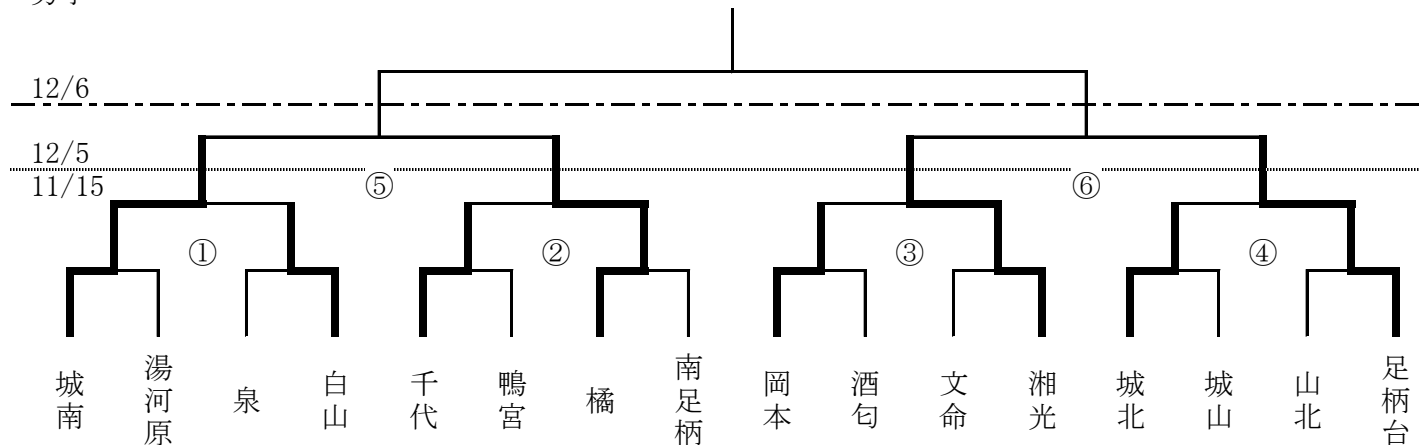 12/6
12/5
11/15
⑤
⑥
①
②
③
④
城南
湯河原
泉
白山
千代
鴨宮
橘
南足柄
岡本
酒匂
文命
湘光
城北
城山
山北
足柄台